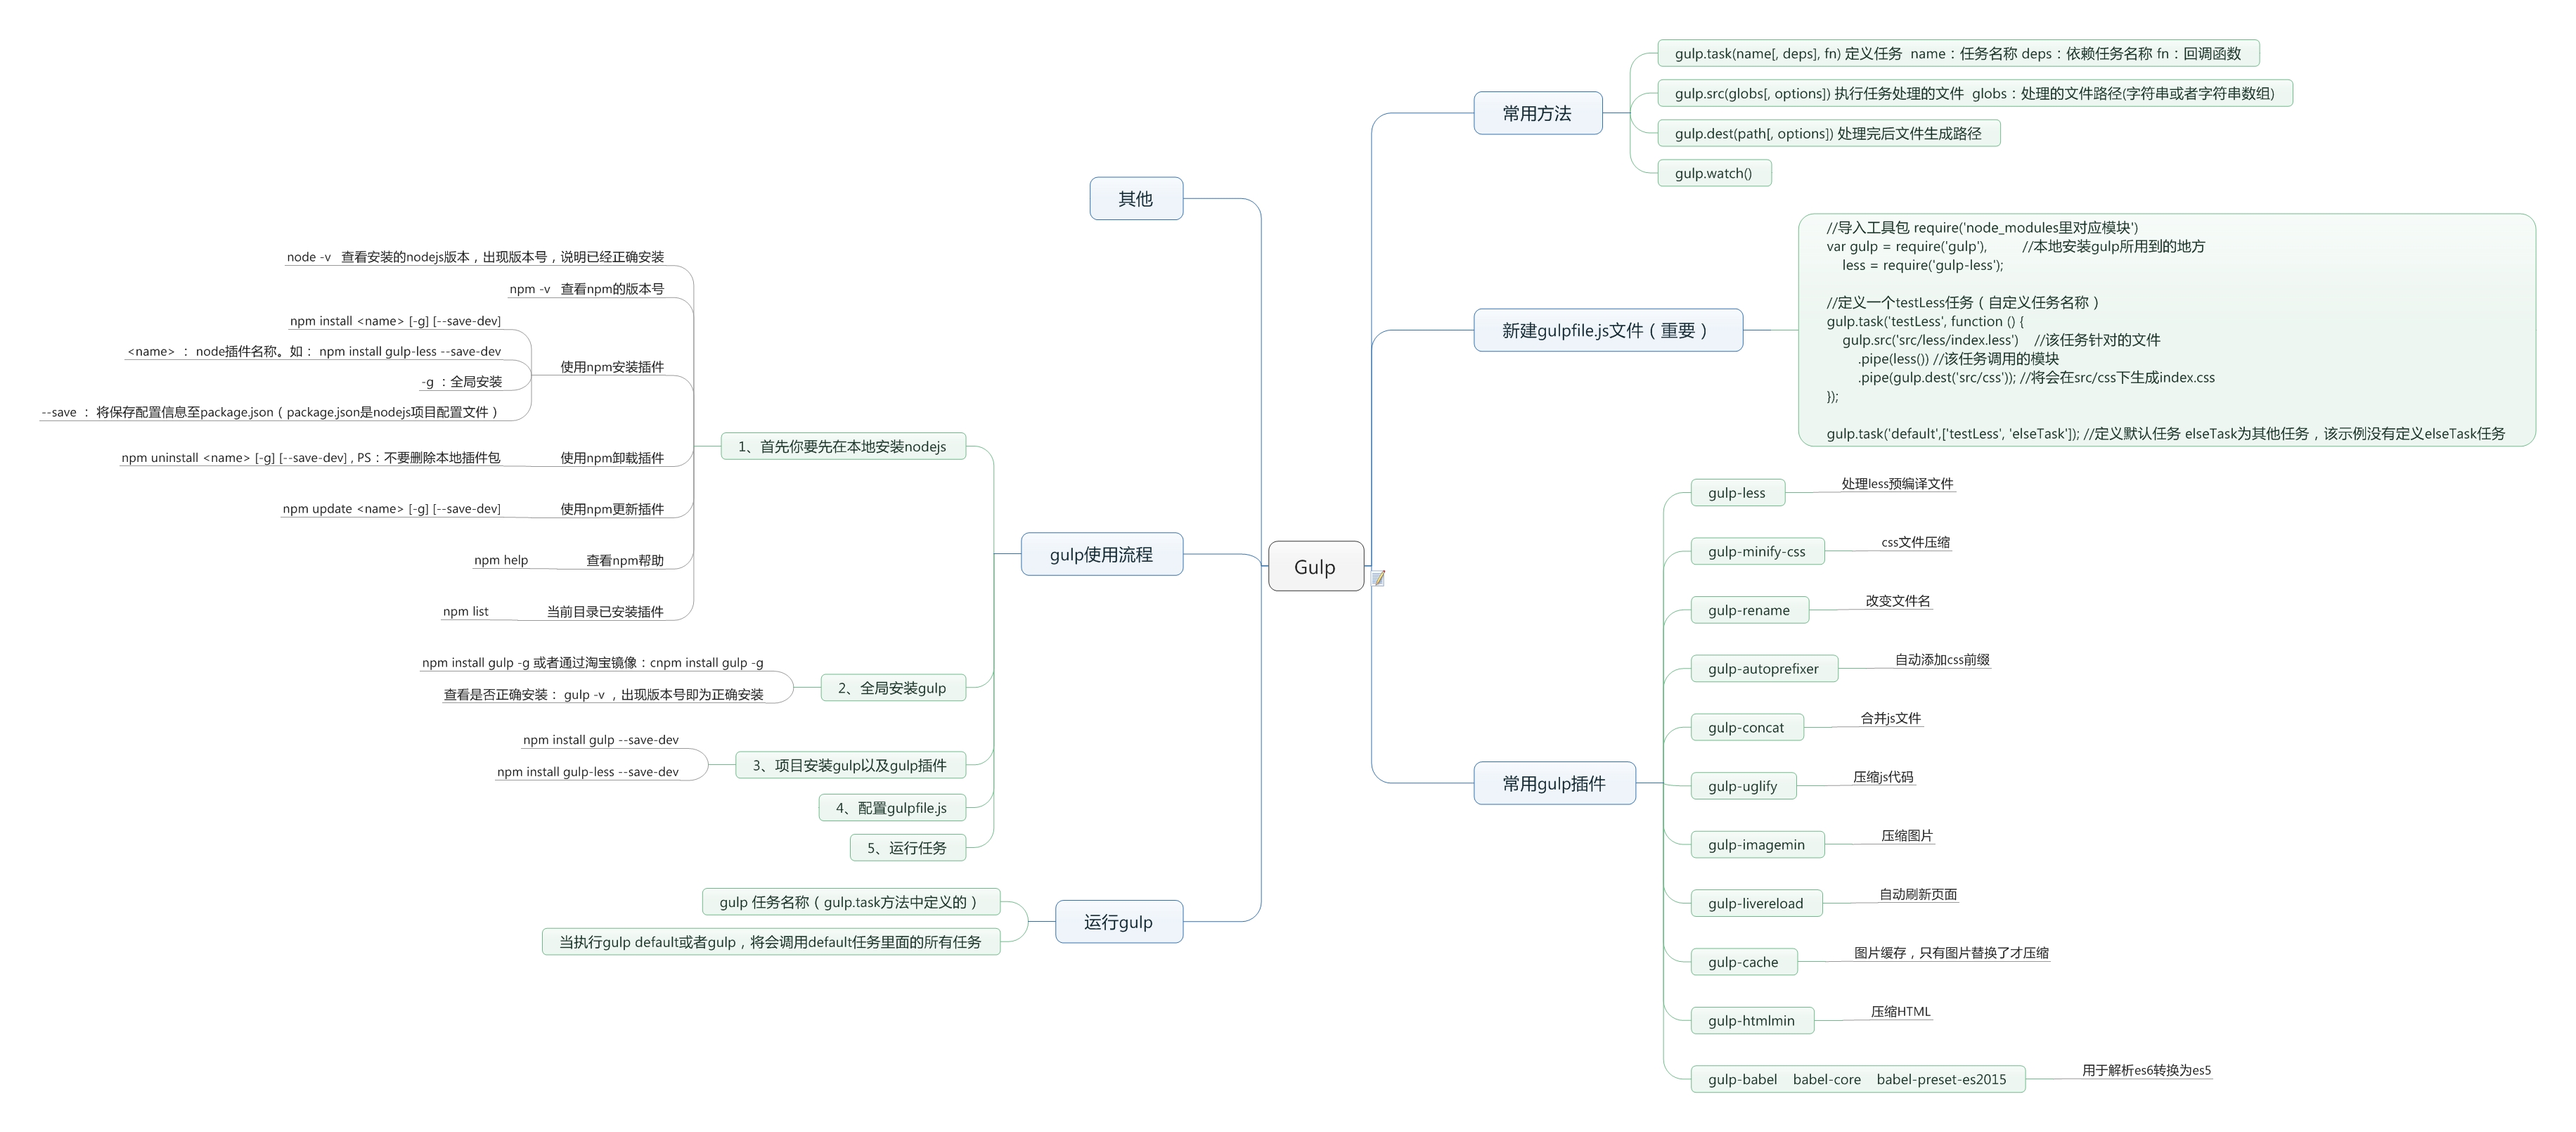 Gulp
常用方法
gulp.task(name[, deps], fn) 定义任务  name：任务名称 deps：依赖任务名称 fn：回调函数
gulp.src(globs[, options]) 执行任务处理的文件  globs：处理的文件路径(字符串或者字符串数组)
gulp.dest(path[, options]) 处理完后文件生成路径
gulp.watch()
新建gulpfile.js文件（重要）
//导入工具包 require('node_modules里对应模块')
var gulp = require('gulp'),         //本地安装gulp所用到的地方
    less = require('gulp-less');
//定义一个testLess任务（自定义任务名称）
gulp.task('testLess', function () {
    gulp.src('src/less/index.less')    //该任务针对的文件
        .pipe(less()) //该任务调用的模块
        .pipe(gulp.dest('src/css')); //将会在src/css下生成index.css
});
gulp.task('default',['testLess', 'elseTask']); //定义默认任务 elseTask为其他任务，该示例没有定义elseTask任务
常用gulp插件
gulp-less
处理less预编译文件
gulp-minify-css
css文件压缩
gulp-rename
改变文件名
gulp-autoprefixer
自动添加css前缀
gulp-concat
合并js文件
gulp-uglify
压缩js代码
gulp-imagemin
压缩图片
gulp-livereload
自动刷新页面
gulp-cache
图片缓存，只有图片替换了才压缩
gulp-htmlmin
压缩HTML
gulp-babel    babel-core    babel-preset-es2015
用于解析es6转换为es5
其他
gulp使用流程
1、首先你要先在本地安装nodejs
node -v   查看安装的nodejs版本，出现版本号，说明已经正确安装
npm -v   查看npm的版本号
使用npm安装插件
npm install <name> [-g] [--save-dev]
<name> ： node插件名称。如： npm install gulp-less --save-dev
-g ：全局安装
--save ： 将保存配置信息至package.json（package.json是nodejs项目配置文件）
使用npm卸载插件
npm uninstall <name> [-g] [--save-dev] , PS：不要删除本地插件包
使用npm更新插件
npm update <name> [-g] [--save-dev]
查看npm帮助
npm help
当前目录已安装插件
npm list
2、全局安装gulp
npm install gulp -g 或者通过淘宝镜像：cnpm install gulp -g
查看是否正确安装： gulp -v ，出现版本号即为正确安装
3、项目安装gulp以及gulp插件
npm install gulp --save-dev
npm install gulp-less --save-dev
4、配置gulpfile.js
5、运行任务
运行gulp
gulp 任务名称（gulp.task方法中定义的）
当执行gulp default或者gulp，将会调用default任务里面的所有任务